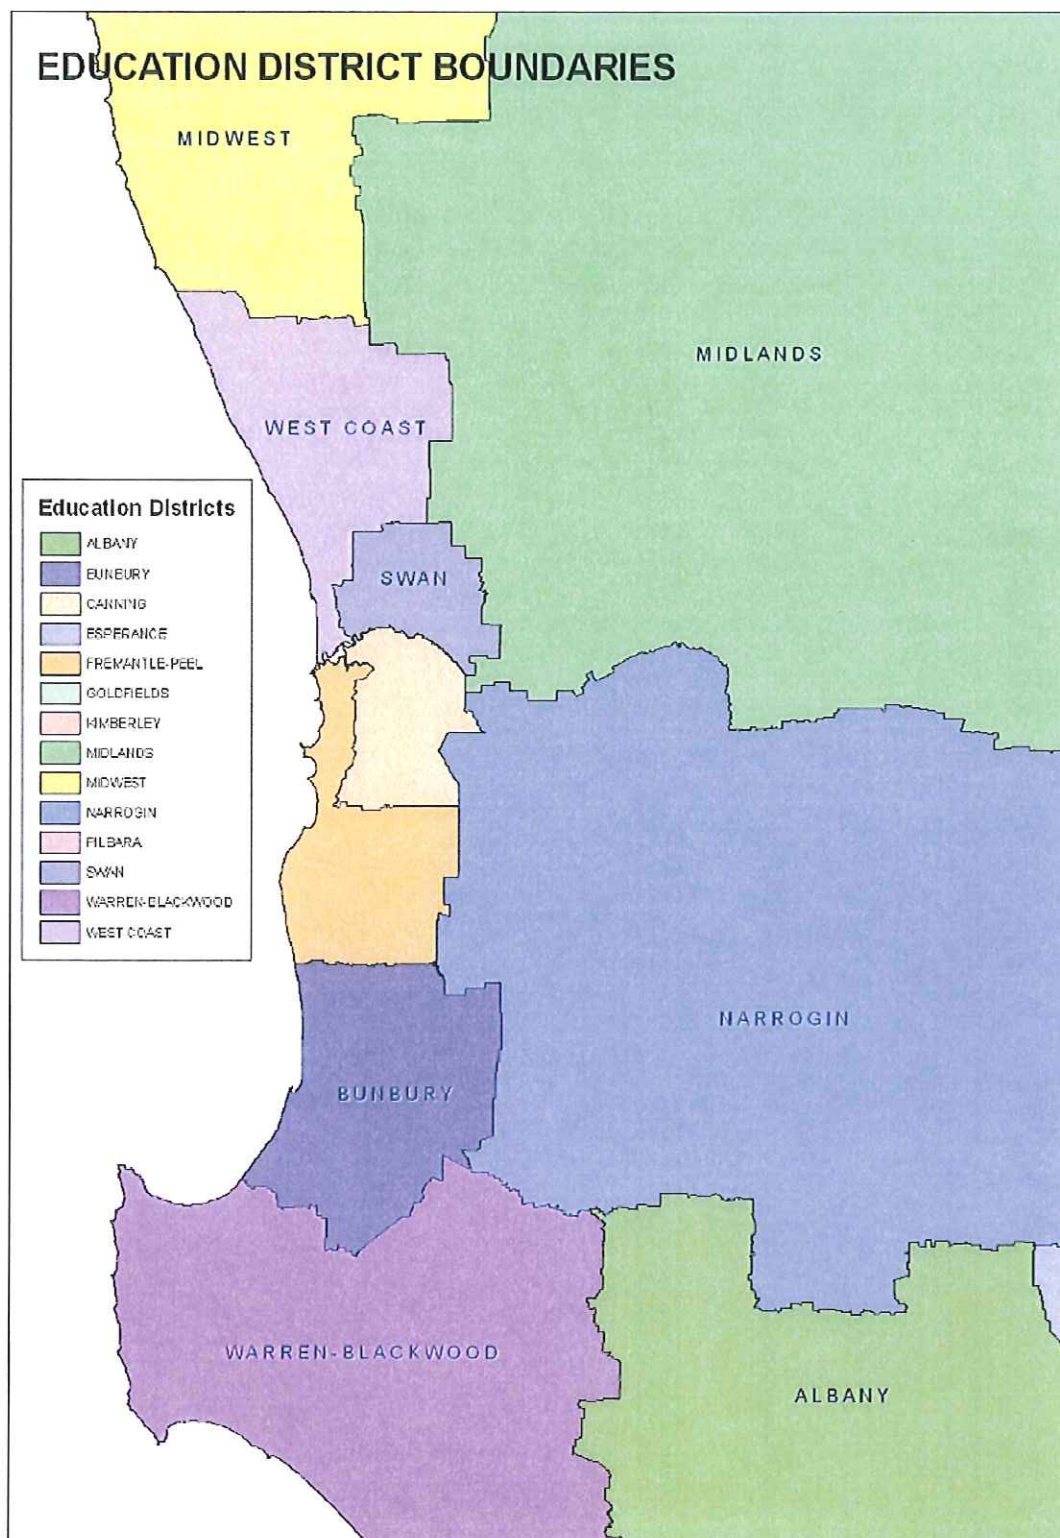 EDUCATION DISTRICT BOUNDARIES
MIDWEST
MIDLANDS
WEST COAST
SWAN
Education Districts
ALBANY
BUNBURY
CANNING
ESPERANCE
FREMANTLE-PEEL
GOLDFIELDS
KIMBERLEY
MIDLANDS
MIDWEST
NARROGIN
PILBARA
SWAN
WARREN-BLACKWOOD
WEST COAST
NARROGIN
BUNBURY
WARREN-BLACKWOOD
ALBANY